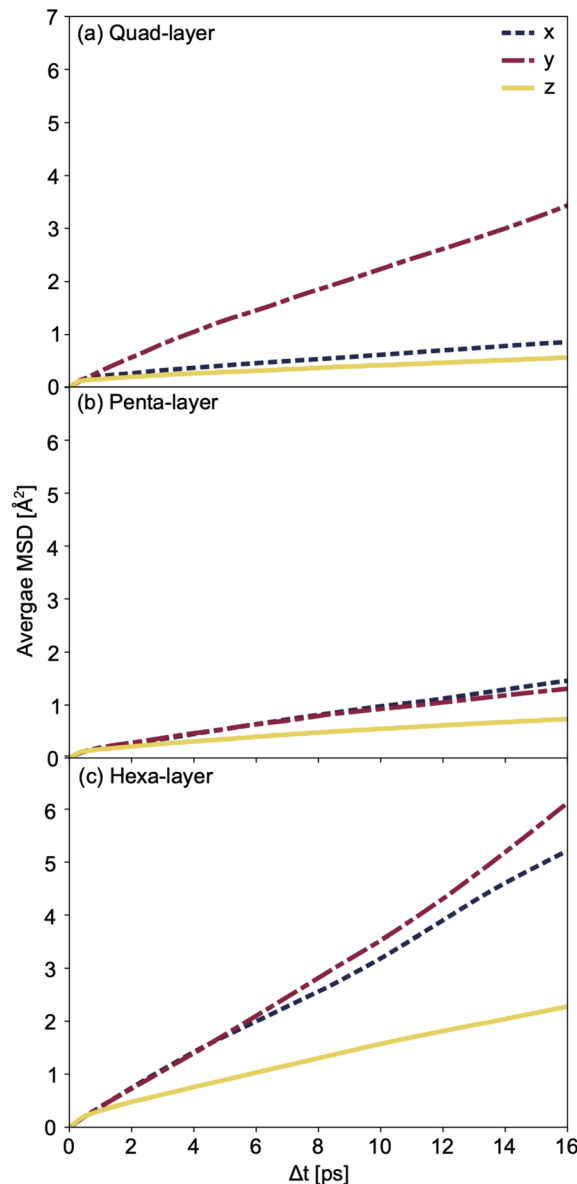 7
(a) Quad-layer
x
y
z
6
5
4
3
2
1
0
(b) Penta-layer
6
5
4
3
2
1
0
Avergae MSD [Å²]
(c) Hexa-layer
6
5
4
3
2
1
0
0 2 4 6 8 10 12 14 16
Δt [ps]